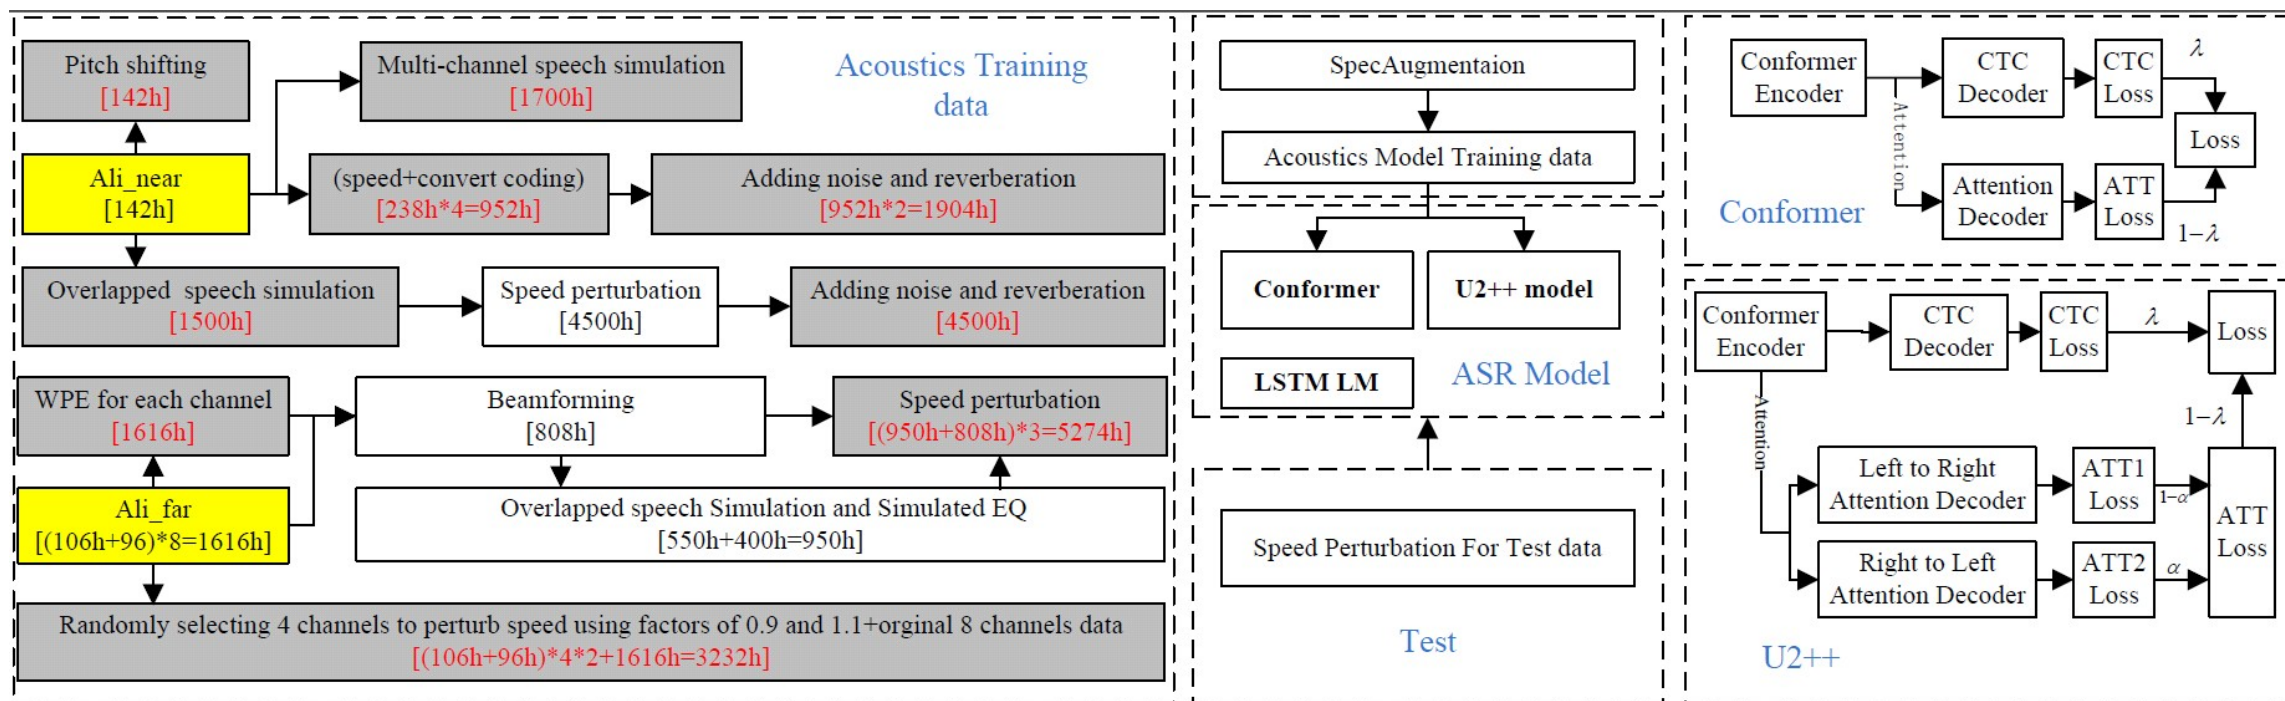 Pitch shifting
[142h]
Multi-channel speech simulation
[1700h]
Acoustics Training
data
Ali_near
[142h]
(speed+convert coding)
[238h*4=952h]
Adding noise and reverberation
[952h*2=1904h]
Overlapped speech simulation
[1500h]
Speed perturbation
[4500h]
Adding noise and reverberation
[4500h]
WPE for each channel
[1616h]
Beamforming
[808h]
Speed perturbation
[(950h+808h)*3=5274h]
Ali_far
[(106h+96)*8=1616h]
Overlapped speech Simulation and Simulated EQ
[550h+400h=950h]
Randomly selecting 4 channels to perturb speed using factors of 0.9 and 1.1+orginal 8 channels data
[(106h+96h)*4*2+1616h=3232h]
SpecAugmentaion
Acoustics Model Training data
Conformer
U2++ model
LSTM LM
ASR Model
Speed Perturbation For Test data
Test
Conformer
Encoder
CTC
Decoder
CTC
Loss
λ
Loss
Attention
Attention
Decoder
ATT
Loss
1−λ
Conformer
Conformer
Encoder
CTC
Decoder
CTC
Loss
λ
Loss
Attention
1−λ
Left to Right
Attention Decoder
ATT1
Loss
1−α
ATT
Loss
Right to Left
Attention Decoder
ATT2
Loss
α
U2++